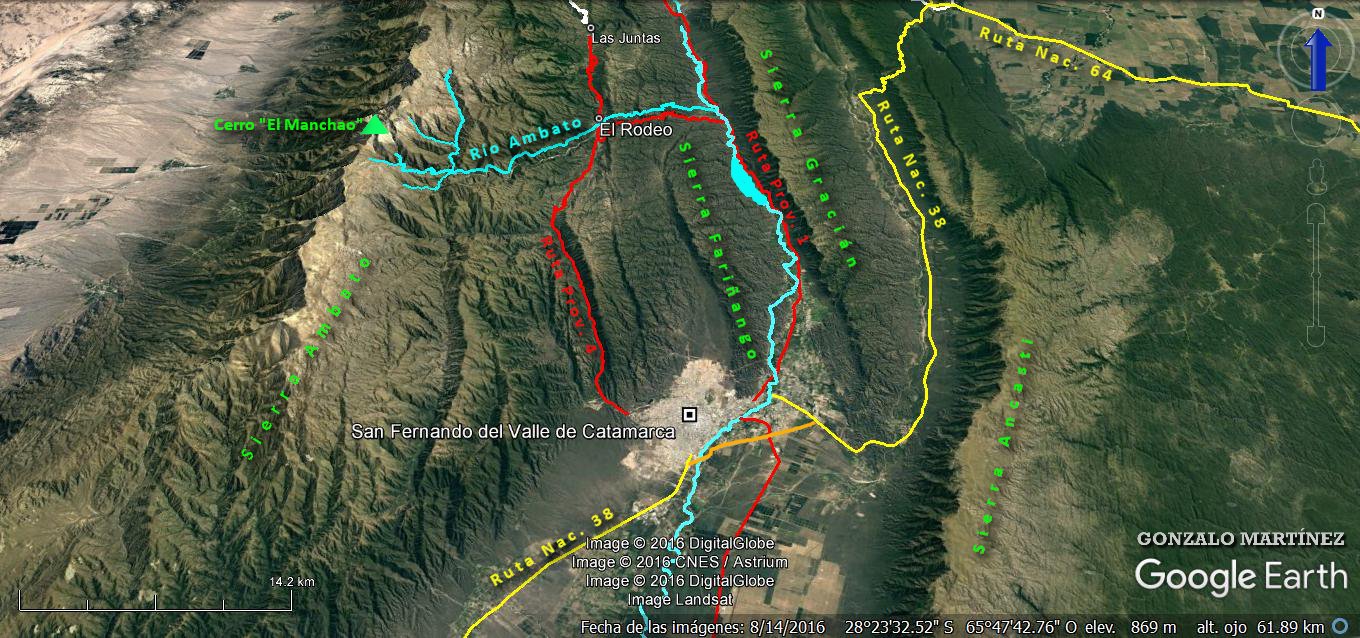 N
Las Juntas
Ruta Nac. 64
Cerro "El Manchao"
Río Ambato
El Rodeo
Sierra Gracián
Ruta Nac. 38
Ruta Prov. 1
Sierra Fariñango
Ruta Prov. 4
Sierra Ambato
Sierra Ancasti
San Fernando del Valle de Catamarca
Ruta Nac. 38
Image © 2016 DigitalGlobe
Image © 2016 CNES / Astrium
Image © 2016 DigitalGlobe
Image Landsat
GONZALO MARTÍNEZ
Google Earth
14.2 km
Fecha de las imágenes: 8/14/2016 28°23'32.52" S 65°47'42.76" O elev. 869 m alt. ojo 61.89 km